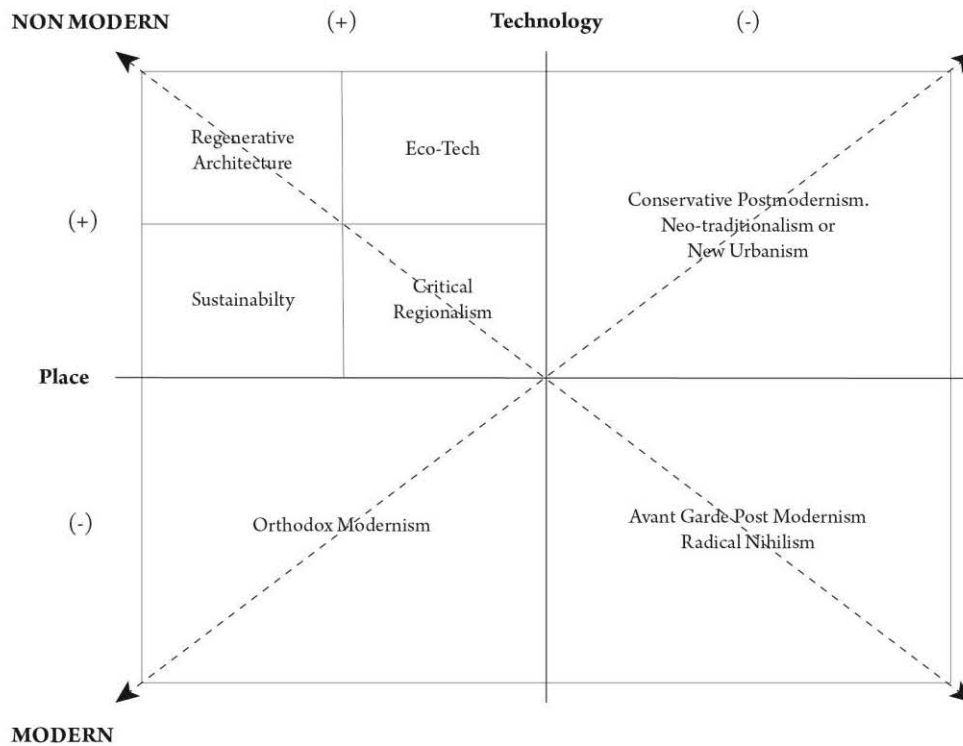 NON MODERN
(+)
Technology
(-)
Regenerative
Architecture
Eco-Tech
Conservative Postmodernism.
Neo-traditionalism or
New Urbanism
(+)
Sustainabilty
Critical
Regionalism
Place
(-)
Orthodox Modernism
Avant Garde Post Modernism
Radical Nihilism
MODERN